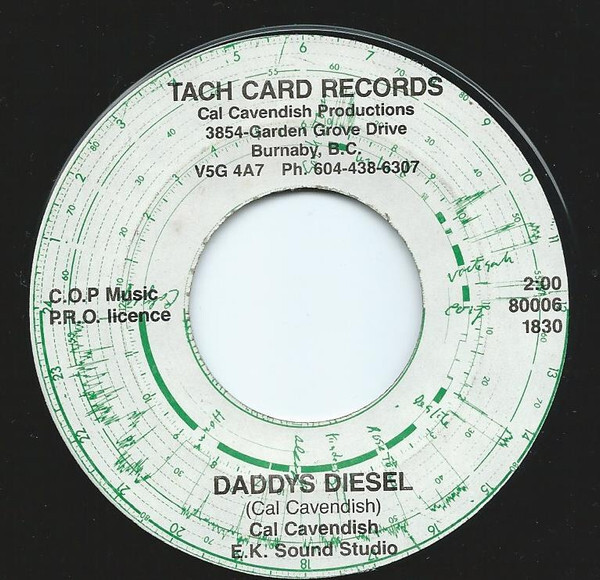 TACH CARD RECORDS
Cal Cavendish Productions
3854-Garden Grove Drive
Burnaby, B.C.
V5G 4A7 Ph. 604-438-6307
C.O.P Music
P.R.O. licence
2:00
80006
1830
DADDYS DIESEL
(Cal Cavendish)
Cal Cavendish
E.K. Sound Studio